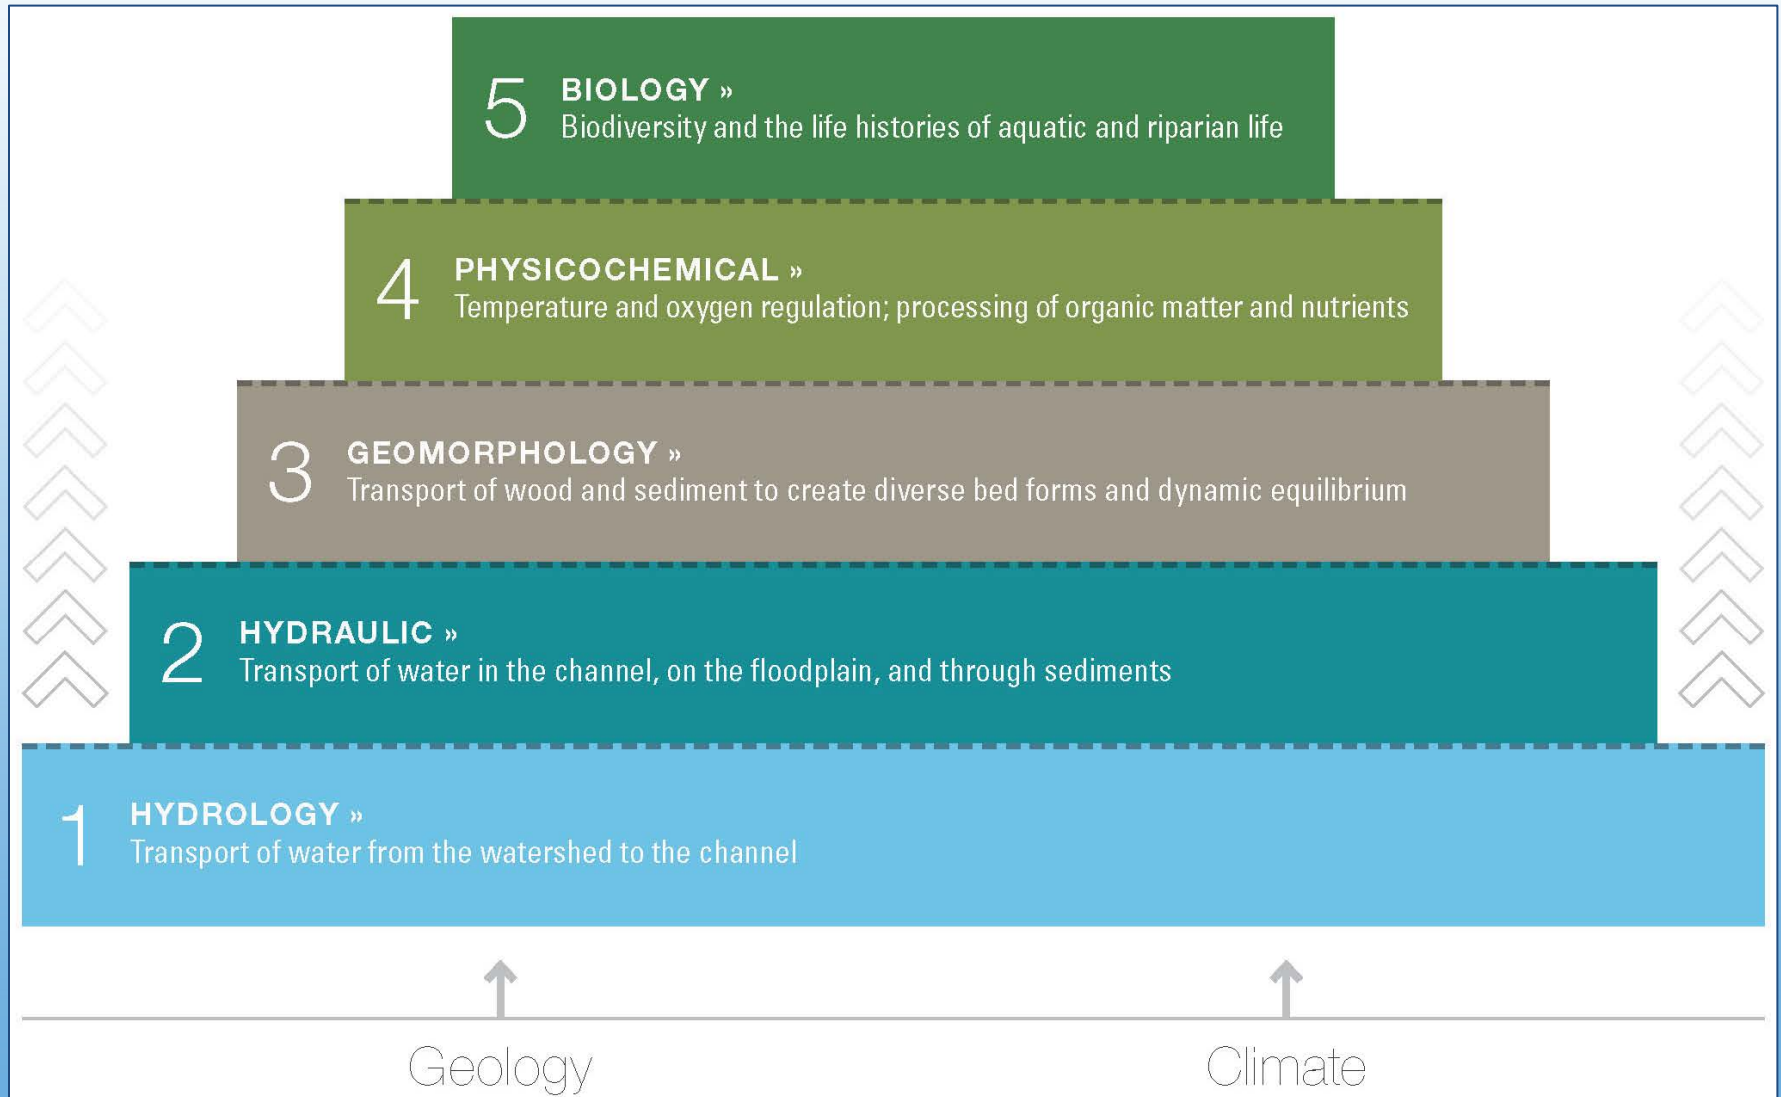 5
BIOLOGY »
Biodiversity and the life histories of aquatic and riparian life
4
PHYSICOCHEMICAL »
Temperature and oxygen regulation; processing of organic matter and nutrients
3
GEOMORPHOLOGY »
Transport of wood and sediment to create diverse bed forms and dynamic equilibrium
2
HYDRAULIC »
Transport of water in the channel, on the floodplain, and through sediments
1
HYDROLOGY »
Transport of water from the watershed to the channel
Geology
Climate